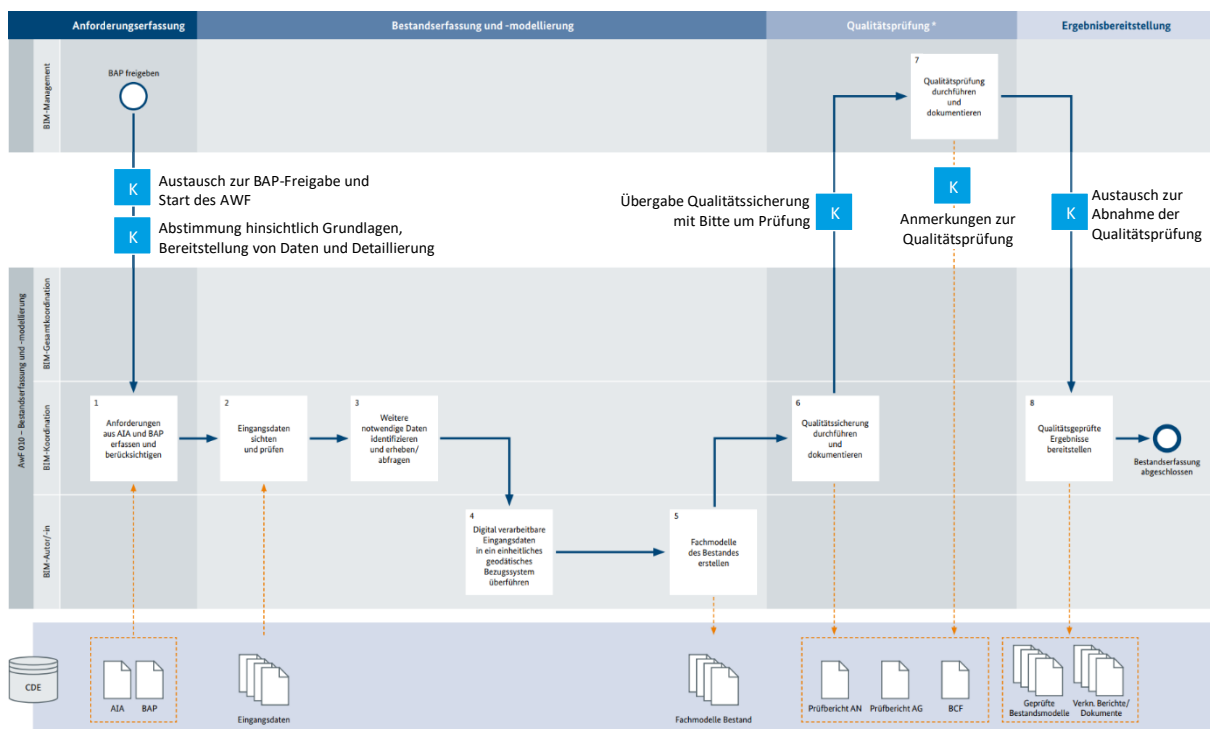 Anforderungserfassung
Bestandserfassung und -modellierung
Qualitätsprüfung *
Ergebnisbereitstellung
BIM-Management
BAP freigeben
7
Qualitätsprüfung
durchführen
und
dokumentieren
K
Austausch zur BAP-Freigabe und
Start des AWF
K
Abstimmung hinsichtlich Grundlagen,
Bereitstellung von Daten und Detaillierung
Übergabe Qualitätssicherung
mit Bitte um Prüfung
K
K
Anmerkungen zur
Qualitätsprüfung
K
Austausch zur
Abnahme der
Qualitätsprüfung
AwF 010 – Bestandserfassung und -modellierung
BIM-Gesamtkoordination
BIM-Koordination
1
Anforderungen
aus AIA und BAP
erfassen und
berücksichtigen
2
Eingangsdaten
sichten
und prüfen
3
Weitere
notwendige Daten
identifizieren
und erheben/
abfragen
6
Qualitätssicherung
durchführen
und
dokumentieren
8
Qualitätsgeprüfte
Ergebnisse
bereitstellen
Bestandserfassung
abgeschlossen
BIM-Autor/-in
4
Digital verarbeitbare
Eingangsdaten
in ein einheitliches
geodätisches
Bezugssystem
überführen
5
Fachmodelle
des Bestandes
erstellen
CDE
AIA
BAP
Eingangsdaten
Fachmodelle Bestand
Prüfbericht AN
Prüfbericht AG
BCF
Geprüfte
Bestandsmodelle
Verkn. Berichte/
Dokumente